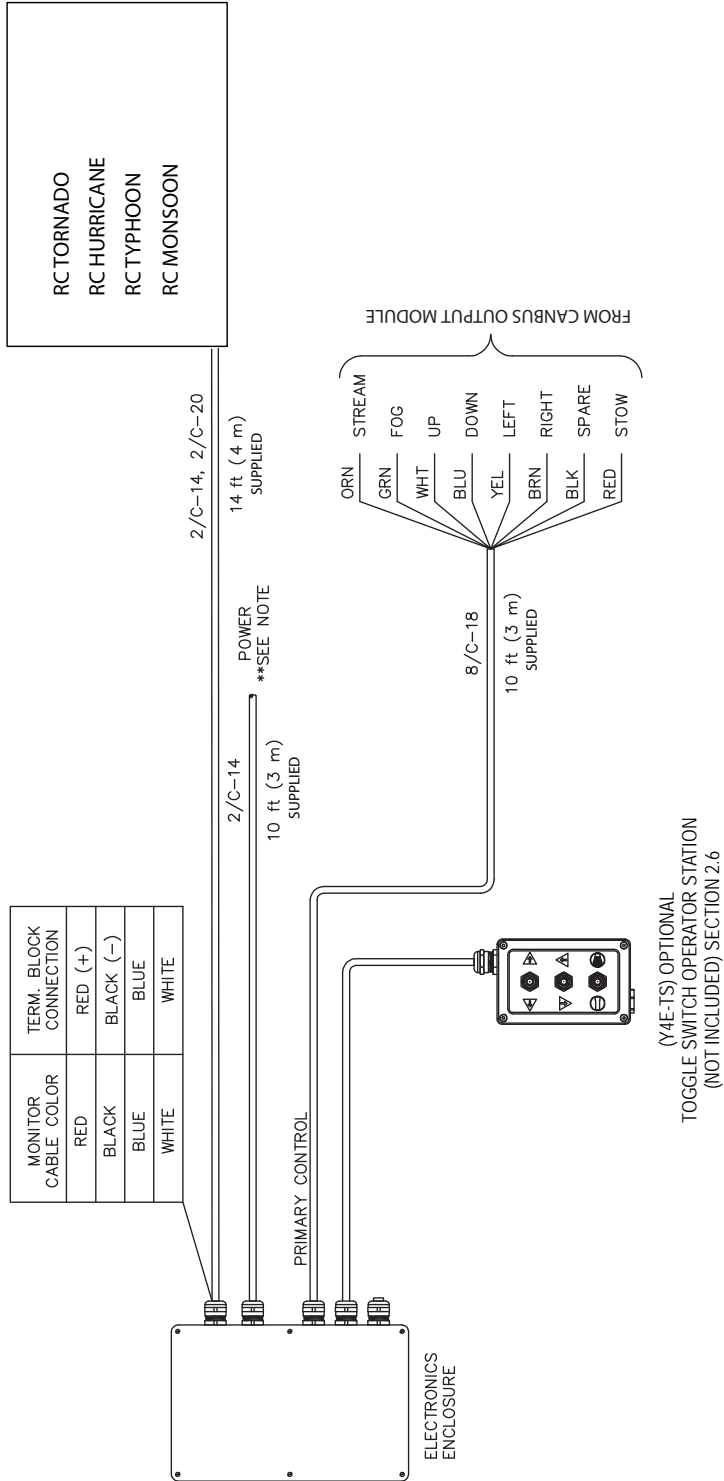 RC TORNADO
RC HURRICANE
RC TYPHOON
RC MONSOON
MONITOR CABLE COLOR
TERM. BLOCK CONNECTION
RED
RED (+)
BLACK
BLACK (-)
BLUE
BLUE
WHITE
WHITE
2/C-14, 2/C-20
14 ft ( 4 m)
SUPPLIED
2/C-14
10 ft (3 m)
SUPPLIED
POWER
**SEE NOTE
PRIMARY CONTROL
8/C-18
10 ft (3 m)
SUPPLIED
ORN STREAM
GRN FOG
WHT UP
BLU DOWN
YEL LEFT
BRN RIGHT
BLK SPARE
RED STOW
FROM CANBUS OUTPUT MODULE
ELECTRONICS
ENCLOSURE
(Y4E-TS) OPTIONAL
TOGGLE SWITCH OPERATOR STATION
(NOT INCLUDED) SECTION 2.6